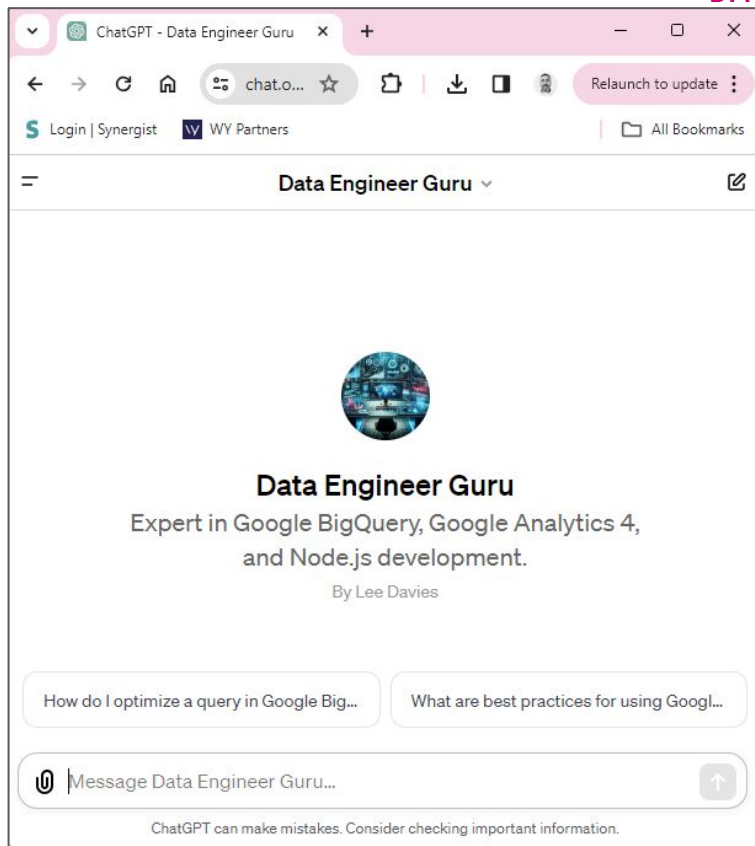 ChatGPT - Data Engineer Guru
chat.o...
Relaunch to update
Login | Synergist
WY Partners
All Bookmarks
Data Engineer Guru
Data Engineer Guru
Expert in Google BigQuery, Google Analytics 4,
and Node.js development.
By Lee Davies
How do I optimize a query in Google Big...
What are best practices for using Googl...
Message Data Engineer Guru...
ChatGPT can make mistakes. Consider checking important information.